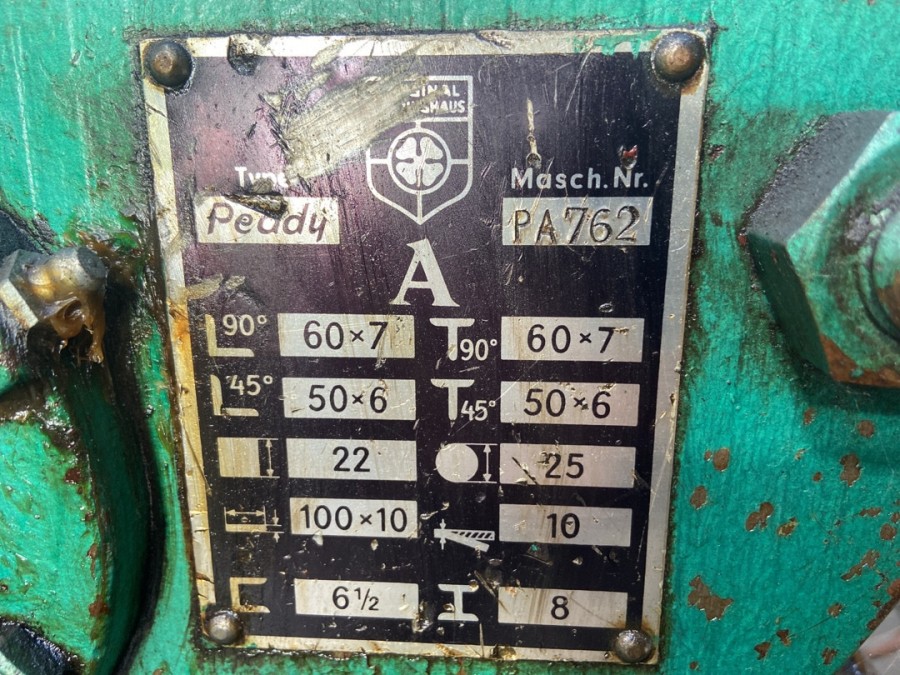 Type
Masch.Nr.
Peddy
PA762
A
90° 60×7 90° 60×7
45° 50×6 45° 50×6
22 25
100×10 10
6½ 8